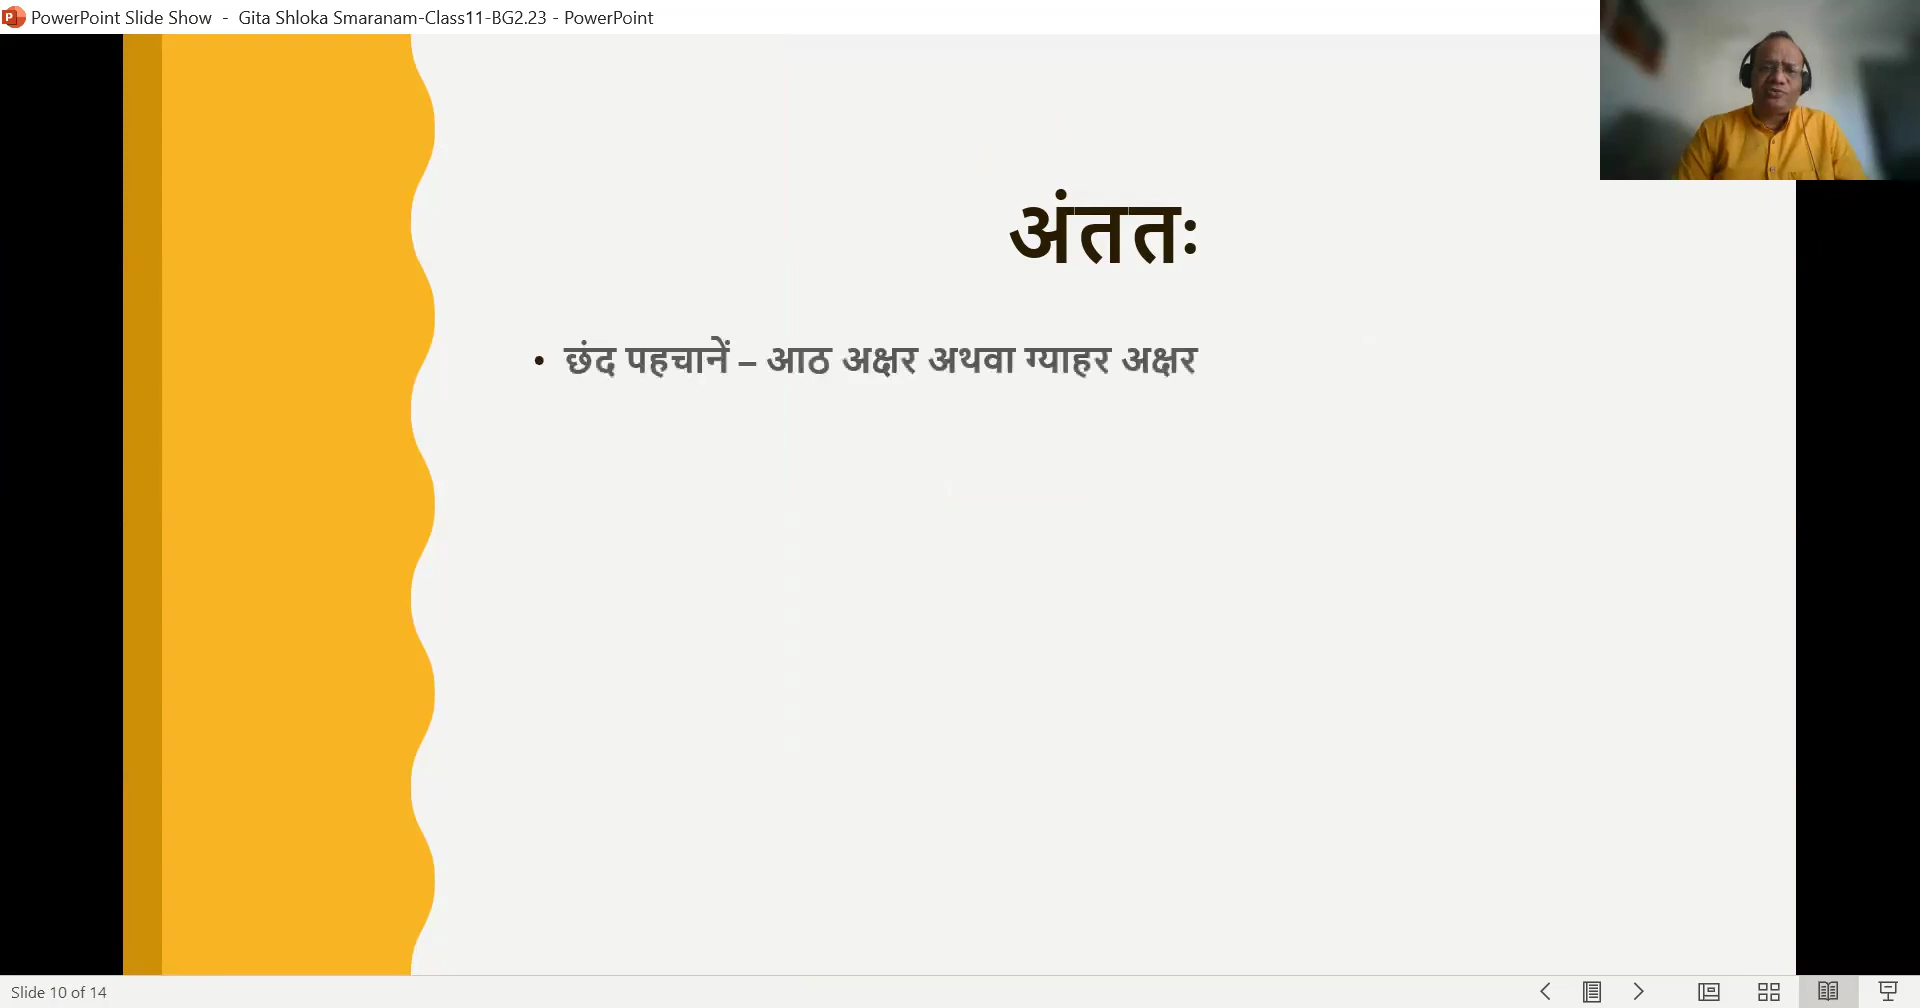 PowerPoint Slide Show - Gita Shloka Smaranam-Class11-BG2.23 - PowerPoint
अंततः
• छंद पहचानें – आठ अक्षर अथवा ग्याहर अक्षर
Slide 10 of 14